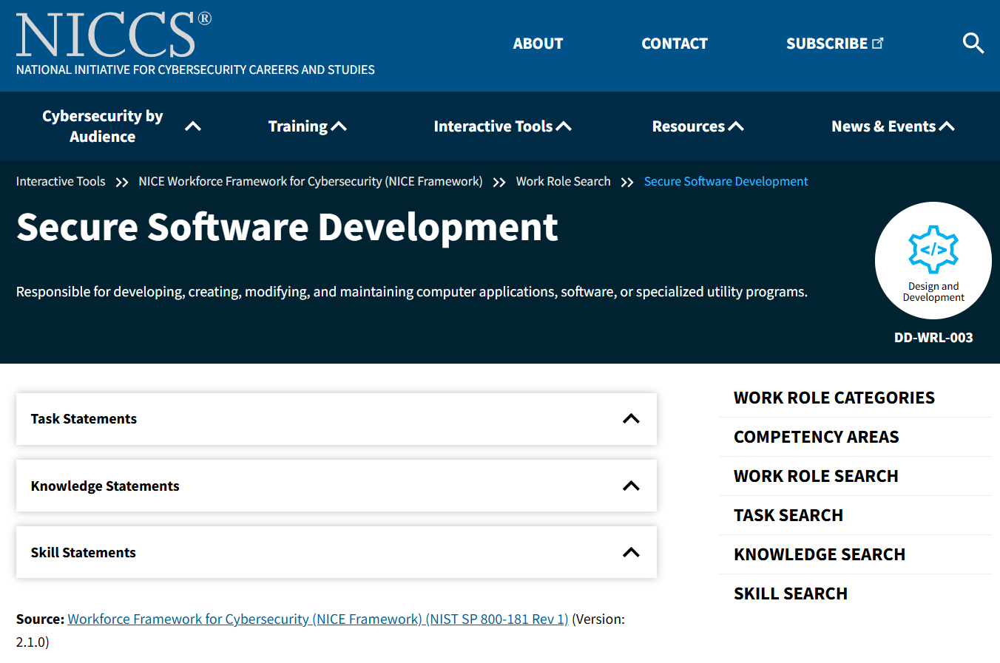 NICCS®
NATIONAL INITIATIVE FOR CYBERSECURITY CAREERS AND STUDIES
ABOUT
CONTACT
SUBSCRIBE
Cybersecurity by
Audience
Training
Interactive Tools
Resources
News & Events
Interactive Tools >> NICE Workforce Framework for Cybersecurity (NICE Framework) >> Work Role Search >> Secure Software Development
Secure Software Development
Responsible for developing, creating, modifying, and maintaining computer applications, software, or specialized utility programs.
</>
Design and
Development
DD-WRL-003
Task Statements
Knowledge Statements
Skill Statements
Source: Workforce Framework for Cybersecurity (NICE Framework) (NIST SP 800-181 Rev 1) (Version:
2.1.0)
WORK ROLE CATEGORIES
COMPETENCY AREAS
WORK ROLE SEARCH
TASK SEARCH
KNOWLEDGE SEARCH
SKILL SEARCH